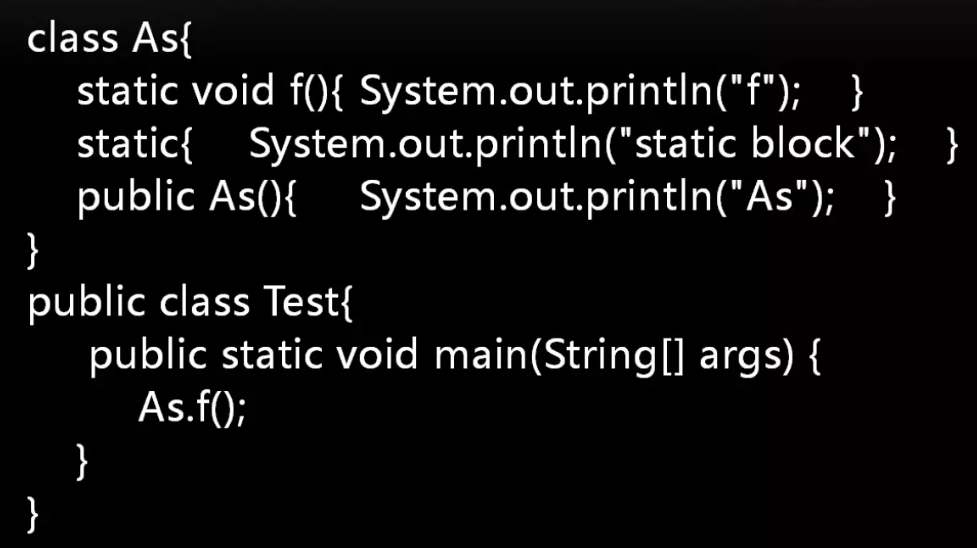 class As{
static void f(){ System.out.println("f"); }
static{ System.out.println("static block"); }
public As(){ System.out.println("As"); }
}
public class Test{
public static void main(String[] args) {
As.f();
}
}